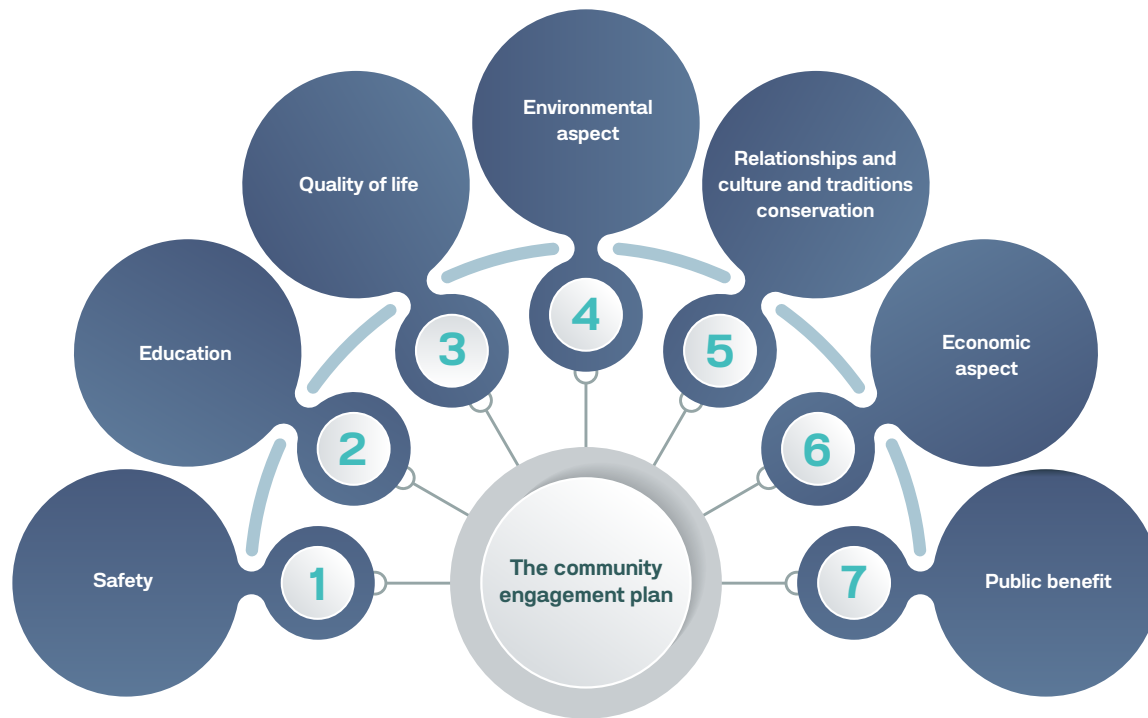 The community
engagement plan
1
Safety
2
Education
3
Quality of life
4
Environmental
aspect
5
Relationships and
culture and traditions
conservation
6
Economic
aspect
7
Public benefit